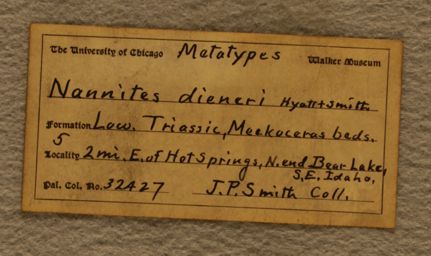 The University of Chicago Metatypes Walker Museum
Nannites dieneri Hyatt+Smith
Formation Low. Triassic, Meekoceras beds.
5
Locality 2 mi. E. of Hot Springs, N. end Bear Lake,
S.E. Idaho,
Pal. Col. No. 32427 J.P. Smith Coll.